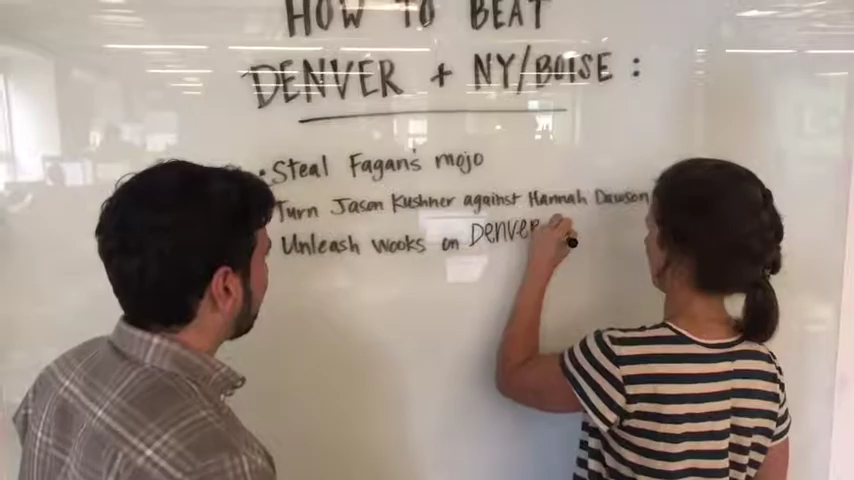 HOW TO BEAT
DENVER + NY/BOISE :
• Steal Fagan's mojo
Turn Jason Kushner against Hannah Dawson
Unleash wooks on Denver